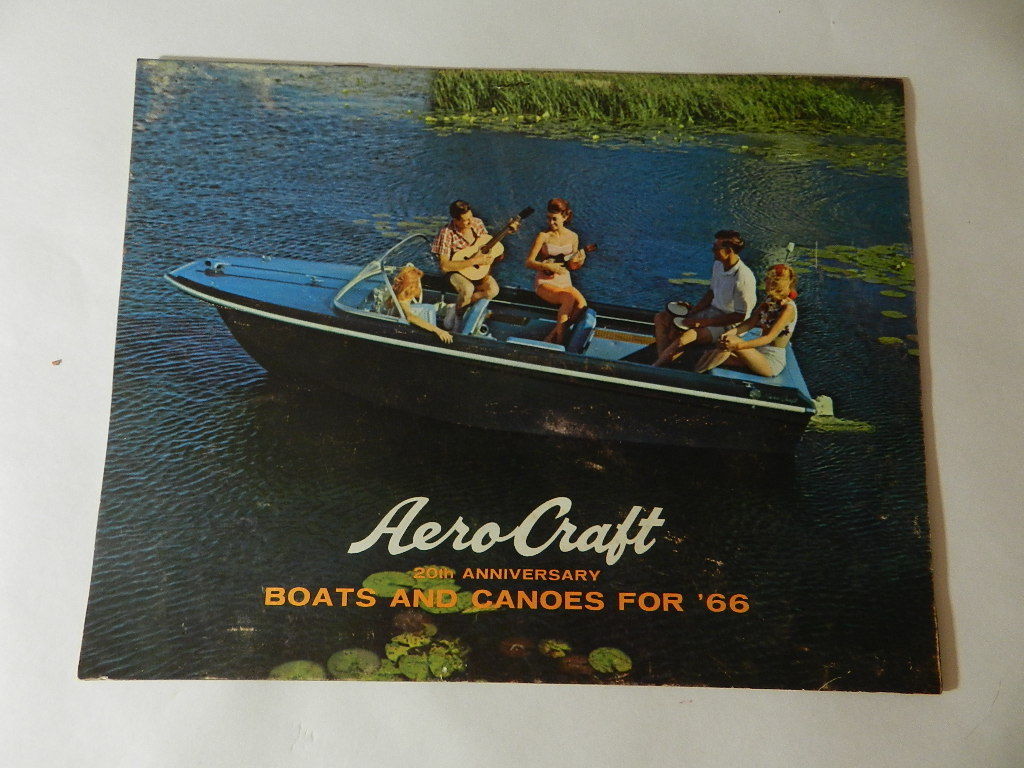 AeroCraft
20th ANNIVERSARY
BOATS AND CANOES FOR '66